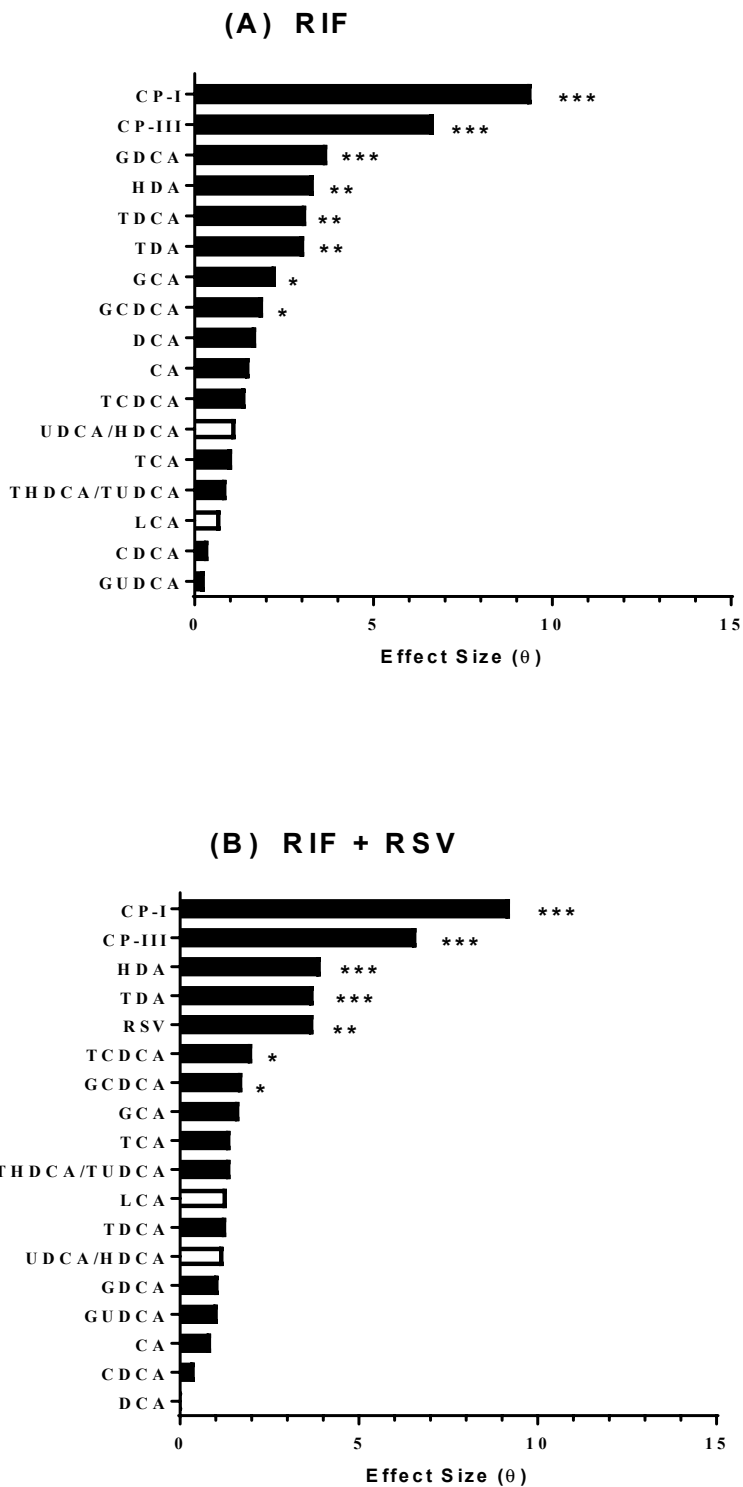 (A) RIF
CP-I ***
CP-III ***
GDCA ***
HDA **
TDCA **
TDA **
GCA *
GCDCA *
DCA
CA
TCDCA
UDCA/HDCA
TCA
THDCA/TUDCA
LCA
CDCA
GUDCA
0 5 10 15
Effect Size (θ)
(B) RIF + RSV
CP-I ***
CP-III ***
HDA ***
TDA ***
RSV **
TCDCA *
GCDCA *
GCA
TCA
THDCA/TUDCA
LCA
TDCA
UDCA/HDCA
GDCA
GUDCA
CA
CDCA
DCA
0 5 10 15
Effect Size (θ)